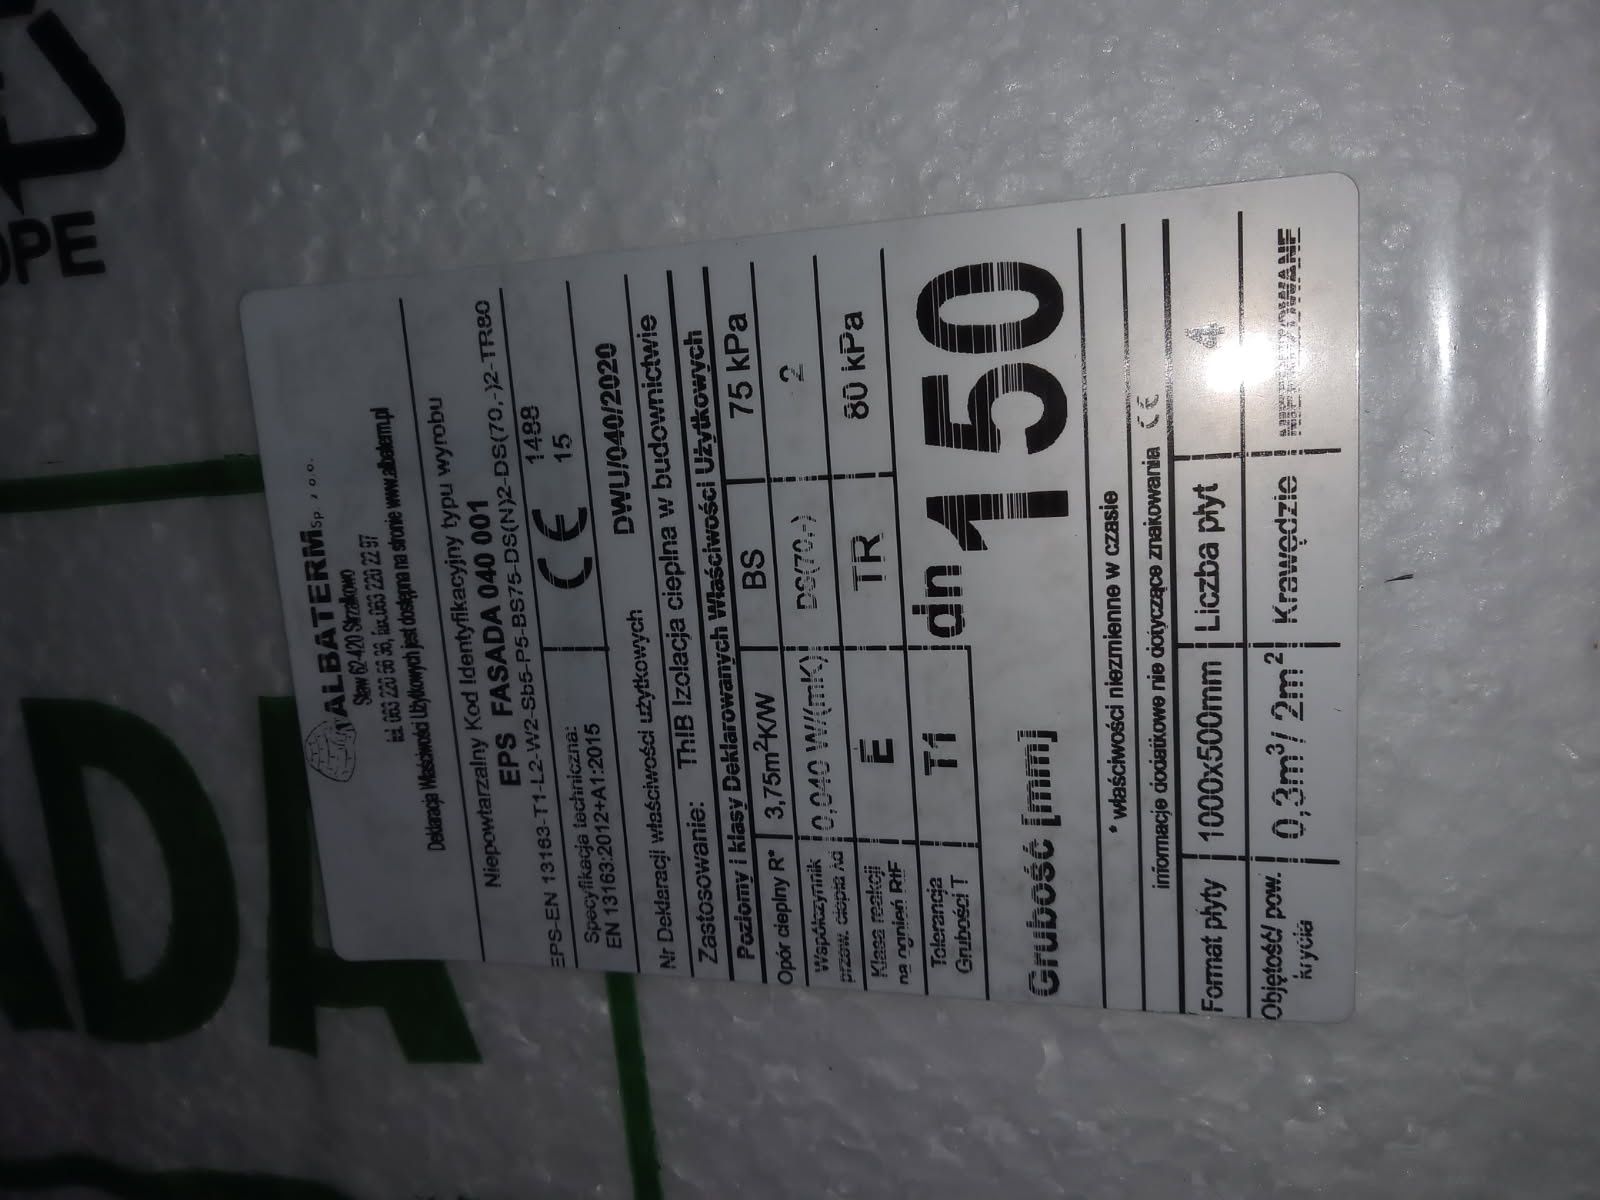 OPE
ADA
ALBATERM Sp. z o.o.
Sław 62-420 Strzałkowo
tel. 063 220 66 36, fax 063 220 22 97
Deklaracja Właściwości Użytkowych jest dostępna na stronie www.albaterm.pl
Niepowtarzalny Kod Identyfikacyjny typu wyrobu
EPS FASADA 040 001
EPS-EN 13163-T1-L2-W2-Sb5-P5-BS75-DS(N)2-DS(70,-)2-TR80
Specyfikacja techniczna:
EN 13163:2012+A1:2015
CE 1488
15
Nr Deklaracji właściwości użytkowych DWU/040/2020
Zastosowanie: ThIB Izolacja cieplna w budownictwie
Poziomy i klasy Deklarowanych Właściwości Użytkowych
Opór cieplny R* 3,75m²K/W BS 75 kPa
Współczynnik przew. ciepła λd 0,040 W/(mK) DS(70,-) 2
Klasa reakcji na ogień RtF E TR 80 kPa
Tolerancja Grubości T T1
Grubość [mm] dn 150
* właściwości niezmienne w czasie
informacje dodatkowe nie dotyczące znakowania CE
Format płyty 1000x500mm Liczba płyt 4
Objętość/ pow. krycia 0,3m³/ 2m² Krawędzie